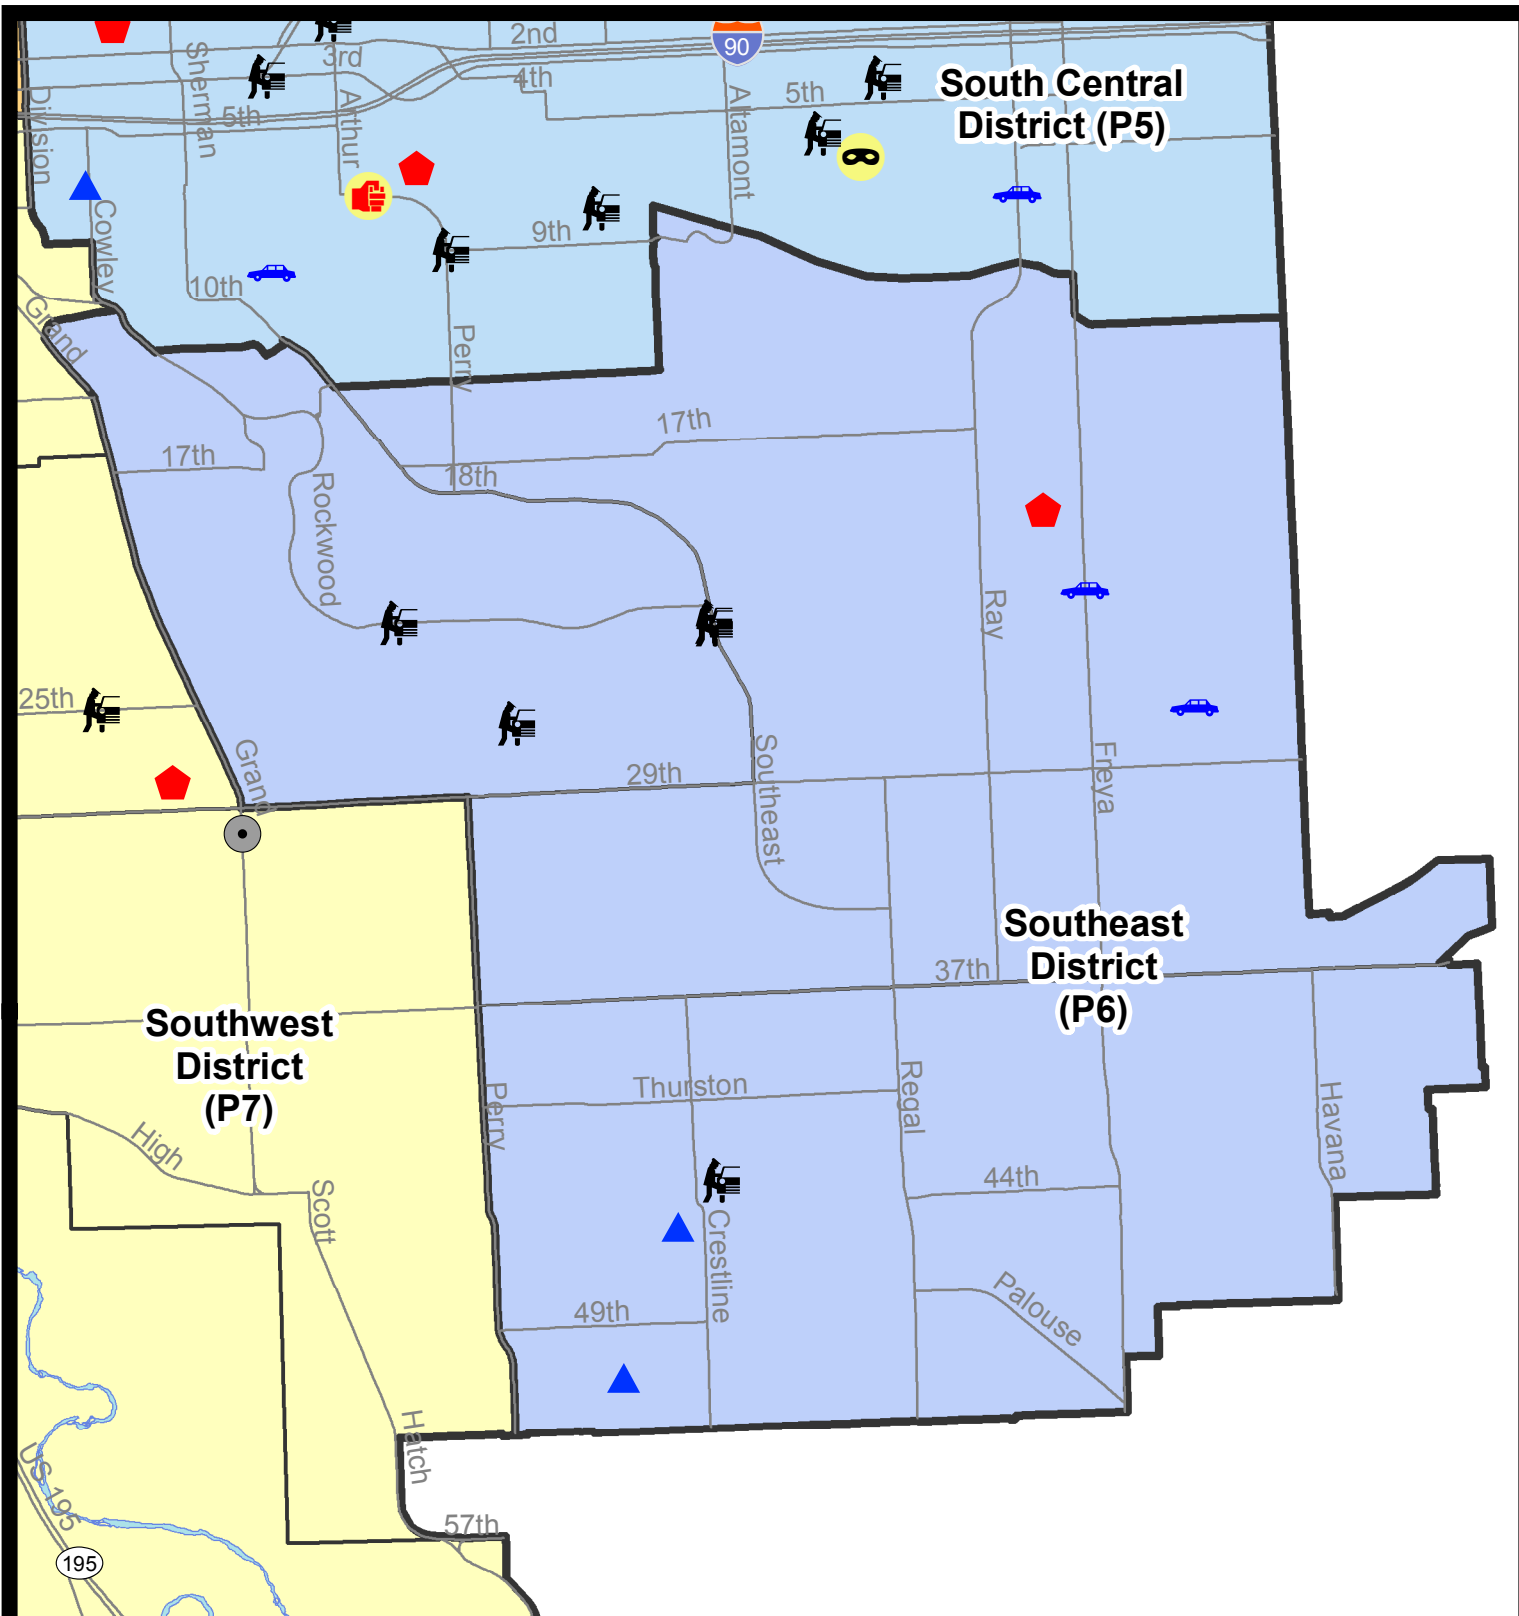 2nd
90
3rd
4th
Sherman
Division
Arthur
5th
5th
Altamont
South Central
District (P5)
Cowley
9th
10th
Grand
Perry
17th
17th
18th
Rockwood
Ray
25th
Grand
29th
Southeast
Freya
Southeast
District
(P6)
37th
Southwest
District
(P7)
Thurston
Perry
Regal
Havana
High
Scott
44th
Crestline
49th
Palouse
Hatch
US 195
57th
195